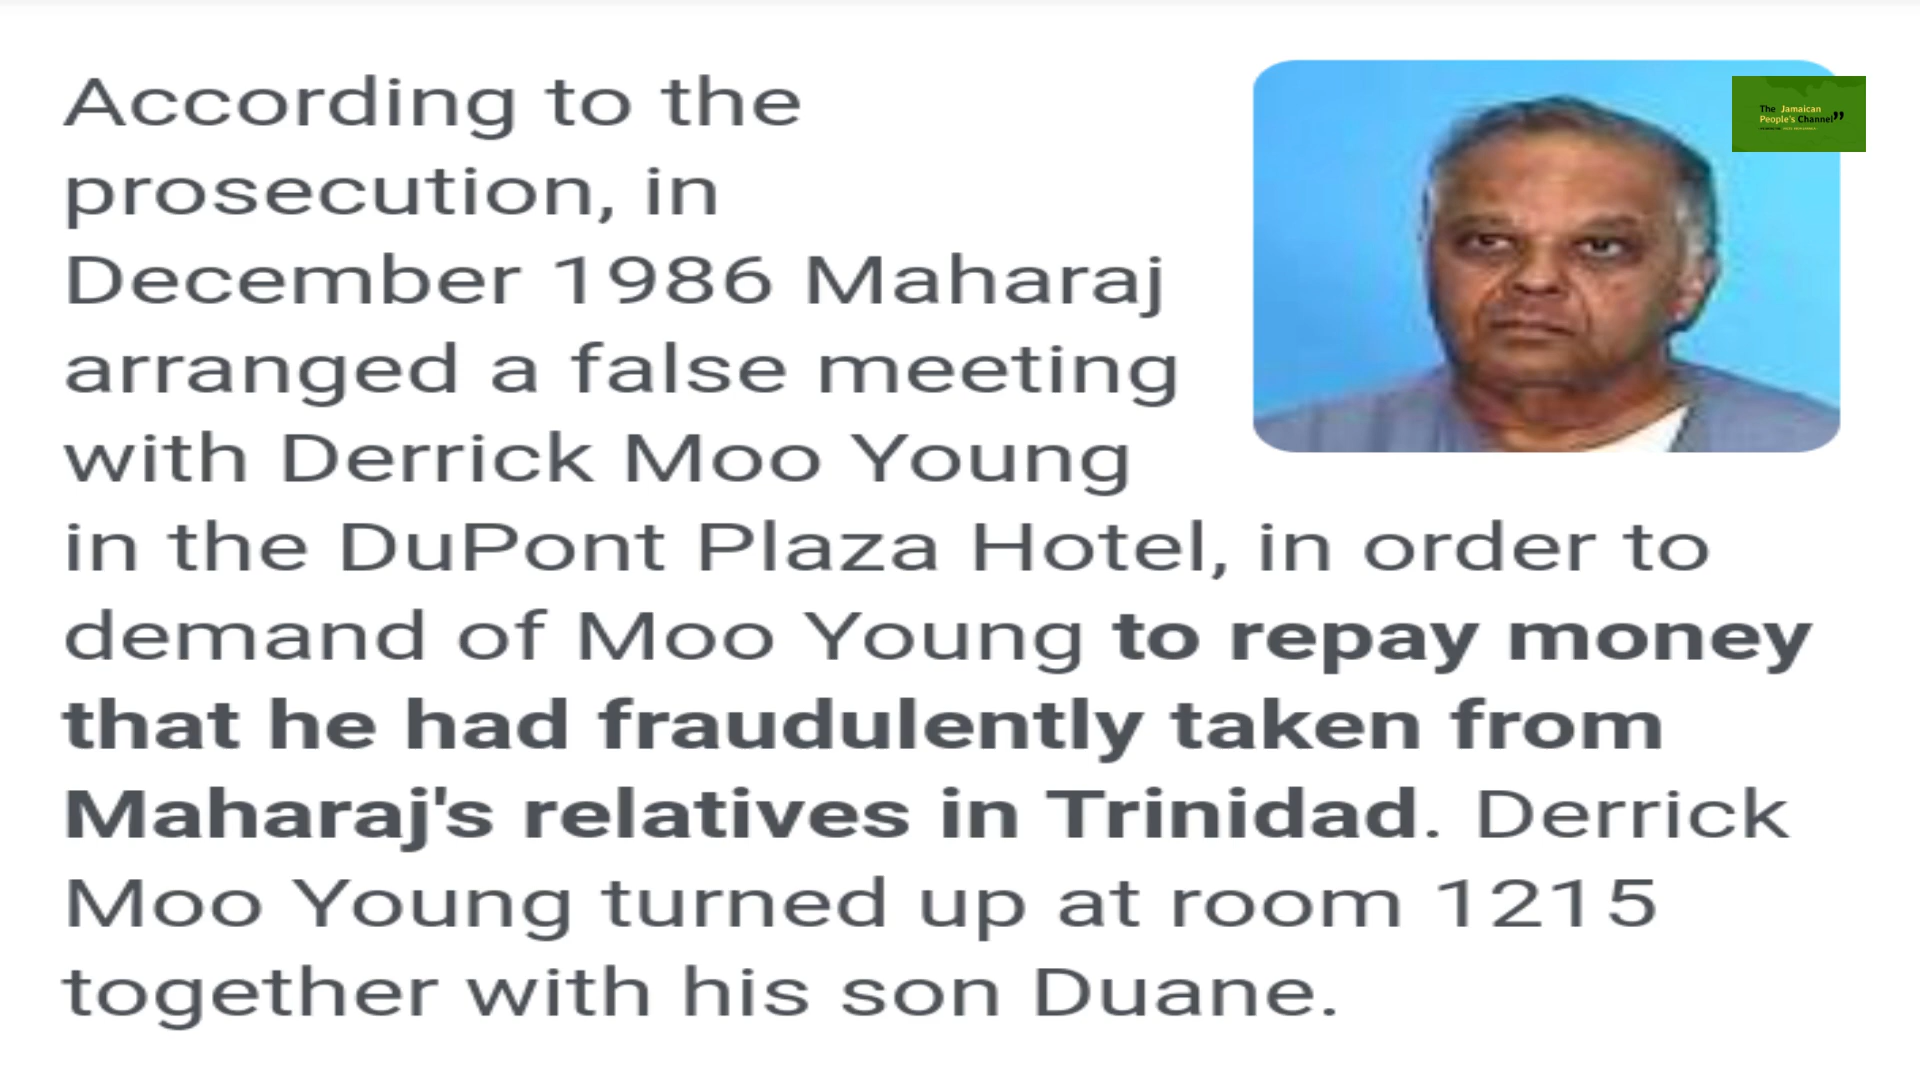 According to the
prosecution, in
December 1986 Maharaj
arranged a false meeting
with Derrick Moo Young
in the DuPont Plaza Hotel, in order to
demand of Moo Young to repay money
that he had fraudulently taken from
Maharaj's relatives in Trinidad. Derrick
Moo Young turned up at room 1215
together with his son Duane.
The Jamaican
People's Channel”